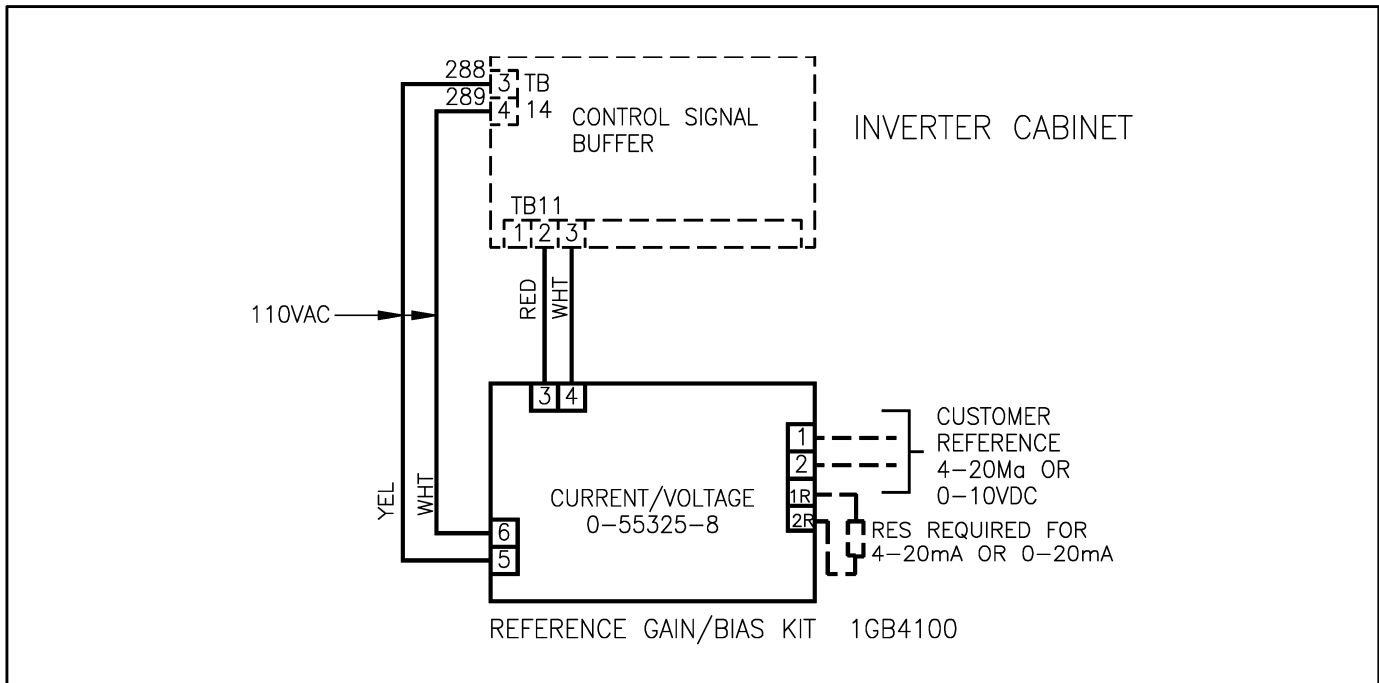 288
3 TB
289
4 14
CONTROL SIGNAL
BUFFER
INVERTER CABINET
TB11
1 2 3
RED
WHT
110VAC
3 4
YEL
WHT
CURRENT/VOLTAGE
0-55325-8
6
5
1
2
1R
2R
CUSTOMER
REFERENCE
4-20Ma OR
0-10VDC
RES REQUIRED FOR
4-20mA OR 0-20mA
REFERENCE GAIN/BIAS KIT 1GB4100